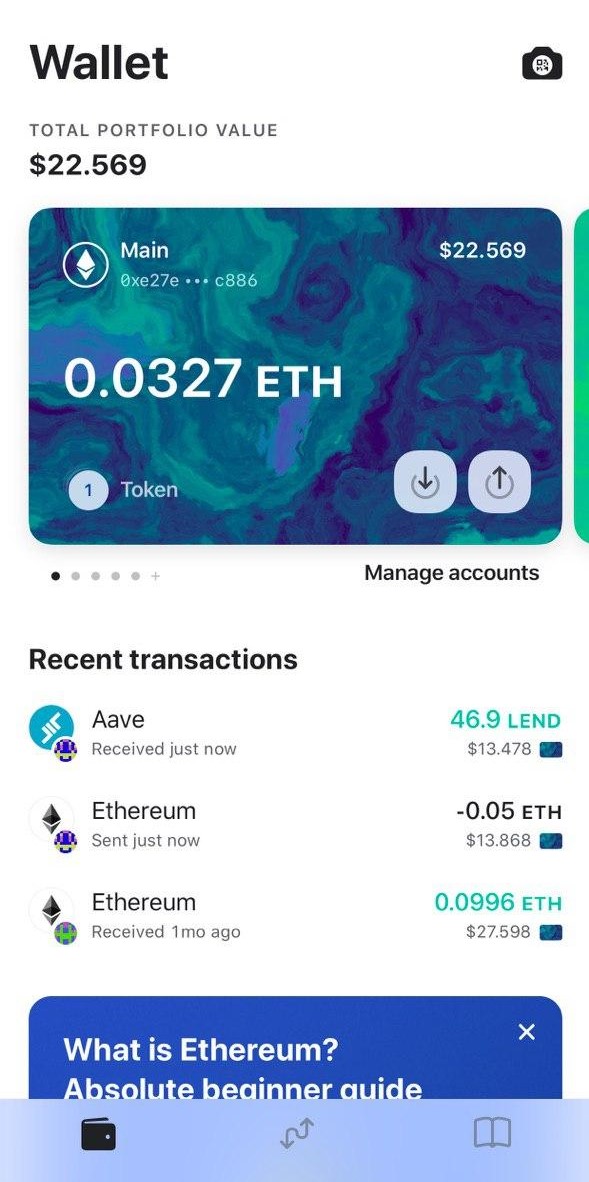 Wallet
TOTAL PORTFOLIO VALUE
$22.569
Main
$22.569
0xe27e ••• c886
0.0327 ETH
1 Token
Manage accounts
Recent transactions
Aave
46.9 LEND
Received just now
$13.478
Ethereum
-0.05 ETH
Sent just now
$13.868
Ethereum
0.0996 ETH
Received 1mo ago
$27.598
What is Ethereum?
Absolute beginner guide